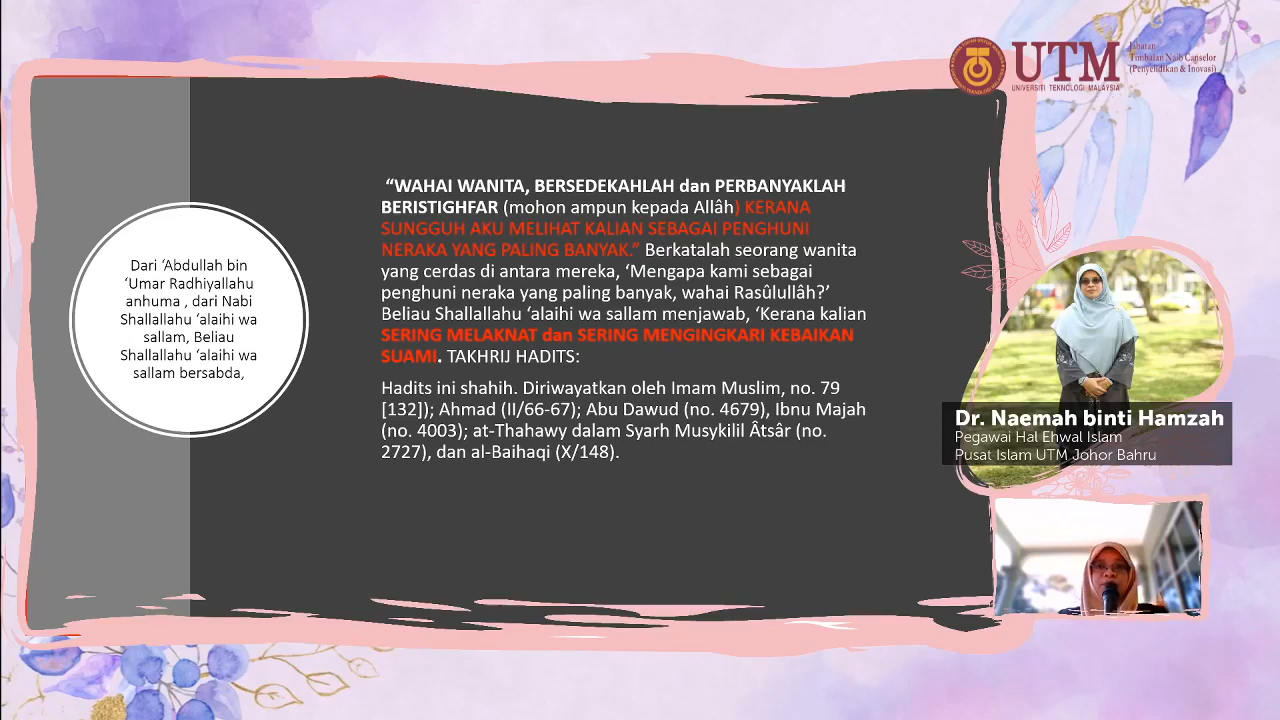 UTM
UNIVERSITI TEKNOLOGI MALAYSIA
Jabatan
Timbalan Naib Canselor
(Penyelidikan & Inovasi)
Dari ‘Abdullah bin
‘Umar Radhiyallahu
anhuma , dari Nabi
Shallallahu ‘alaihi wa
sallam, Beliau
Shallallahu ‘alaihi wa
sallam bersabda,
“WAHAI WANITA, BERSEDEKAHLAH dan PERBANYAKLAH
BERISTIGHFAR (mohon ampun kepada Allâh) KERANA
SUNGGUH AKU MELIHAT KALIAN SEBAGAI PENGHUNI
NERAKA YANG PALING BANYAK.” Berkatalah seorang wanita
yang cerdas di antara mereka, ‘Mengapa kami sebagai
penghuni neraka yang paling banyak, wahai Rasûlullâh?’
Beliau Shallallahu ‘alaihi wa sallam menjawab, ‘Kerana kalian
SERING MELAKNAT dan SERING MENGINGKARI KEBAIKAN
SUAMI. TAKHRIJ HADITS:
Hadits ini shahih. Diriwayatkan oleh Imam Muslim, no. 79
[132]); Ahmad (II/66-67); Abu Dawud (no. 4679), Ibnu Majah
(no. 4003); at-Thahawy dalam Syarh Musykilil Âtsâr (no.
2727), dan al-Baihaqi (X/148).
Dr. Naemah binti Hamzah
Pegawai Hal Ehwal Islam
Pusat Islam UTM Johor Bahru